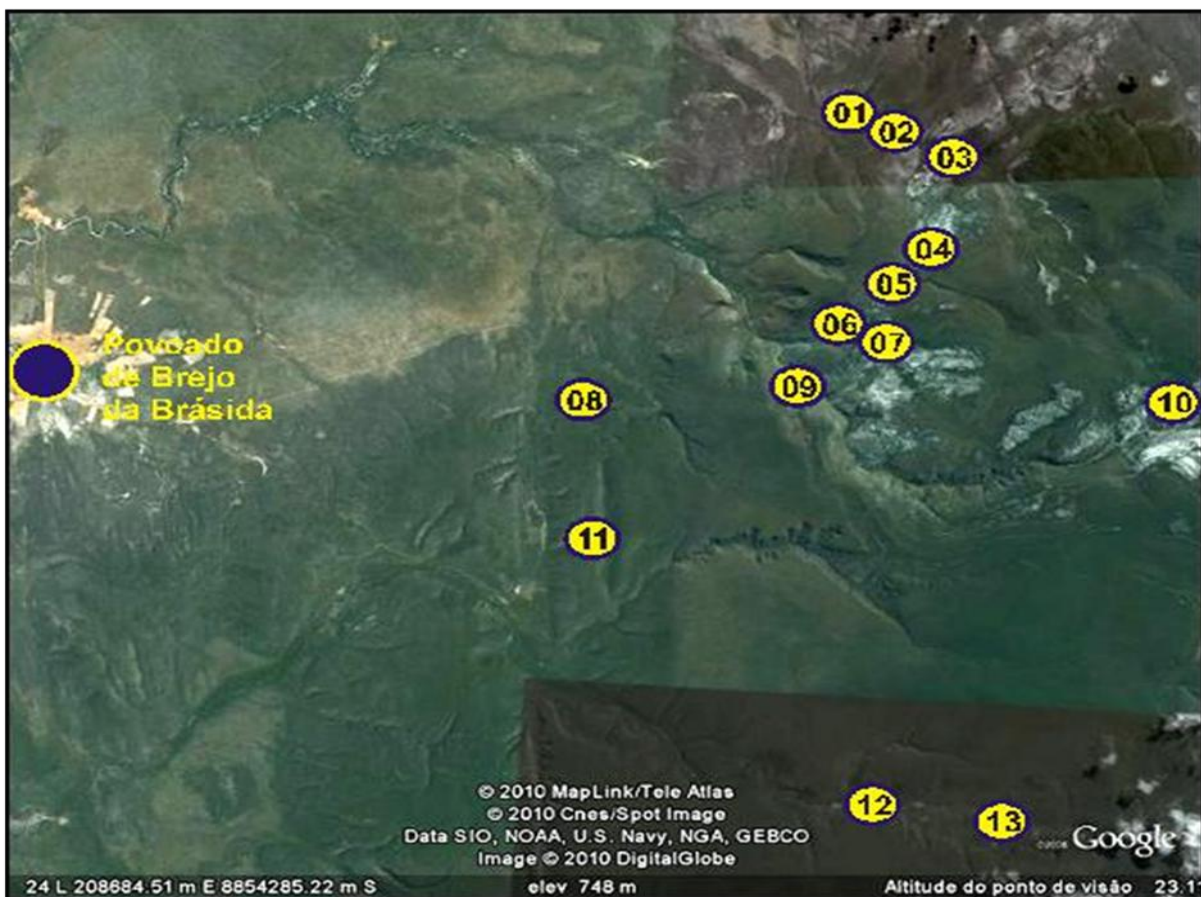 01
02
03
04
05
06
07
Povoado
de Brejo
da Brásida
08
09
10
11
12
13
© 2010 MapLink/Tele Atlas
© 2010 Cnes/Spot Image
Data SIO, NOAA, U.S. Navy, NGA, GEBCO
Image © 2010 DigitalGlobe
Google
24 L 208684.51 m E 8854285.22 m S
elev 748 m
Altitude do ponto de visão 23.11